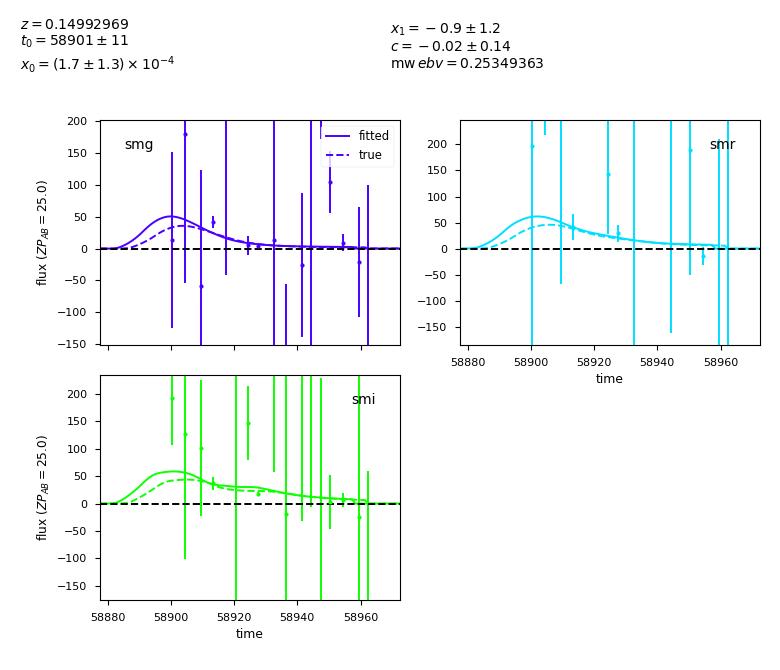 z = 0.14992969
t₀ = 58901 ± 11
x₀ = (1.7 ± 1.3) × 10⁻⁴
x₁ = −0.9 ± 1.2
c = −0.02 ± 0.14
mw ebv = 0.25349363
smg
fitted
true
200
150
100
50
0
−50
−100
−150
flux (ZP_AB = 25.0)
smr
200
150
100
50
0
−50
−100
−150
58880 58900 58920 58940 58960
time
smi
200
150
100
50
0
−50
−100
−150
flux (ZP_AB = 25.0)
58880 58900 58920 58940 58960
time